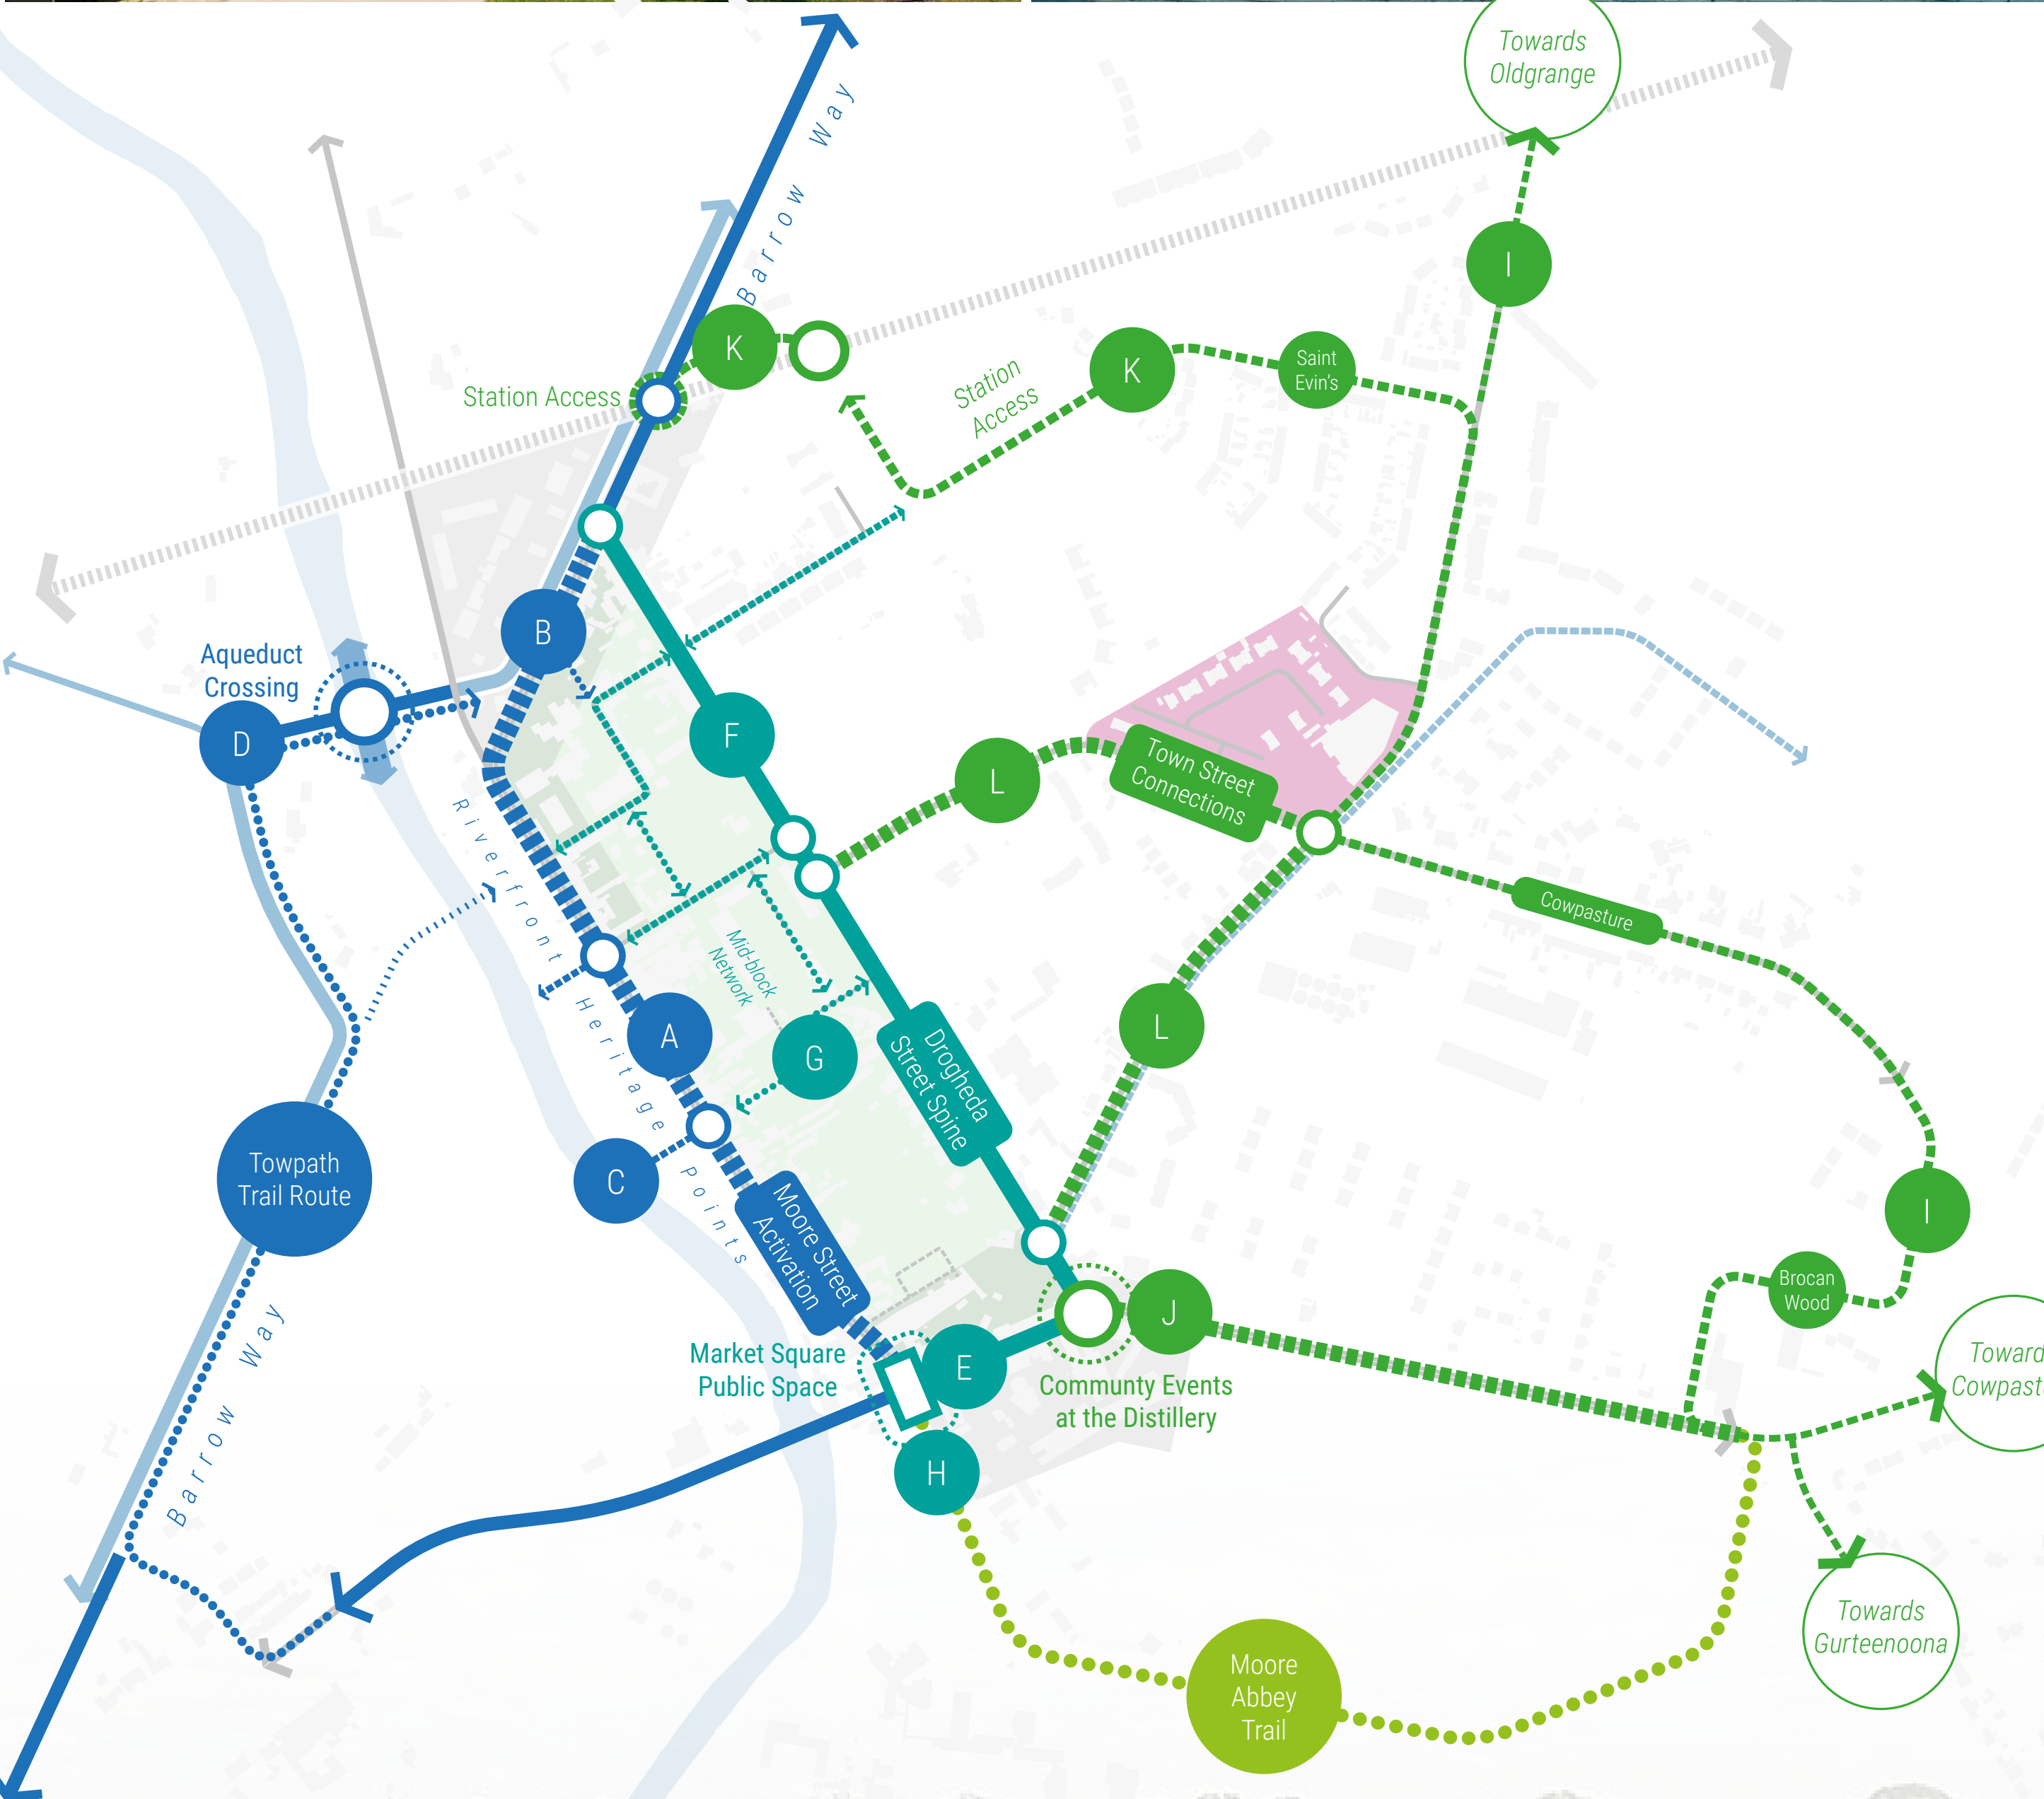 Towards
Oldgrange
Barrow Way
I
K
Station Access
Station
Access
K
Saint
Evin's
B
Aqueduct
Crossing
D
F
L
Town Street
Connections
Cowpasture
Riverfront Heritage Points
Mid-block
Network
A
G
Drogheda
Street Spine
L
Towpath
Trail Route
C
Moore Street
Activation
I
Brocan
Wood
J
E
Market Square
Public Space
Communty Events
at the Distillery
Toward
Cowpast
Barrow Way
H
Towards
Gurteenoona
Moore
Abbey
Trail